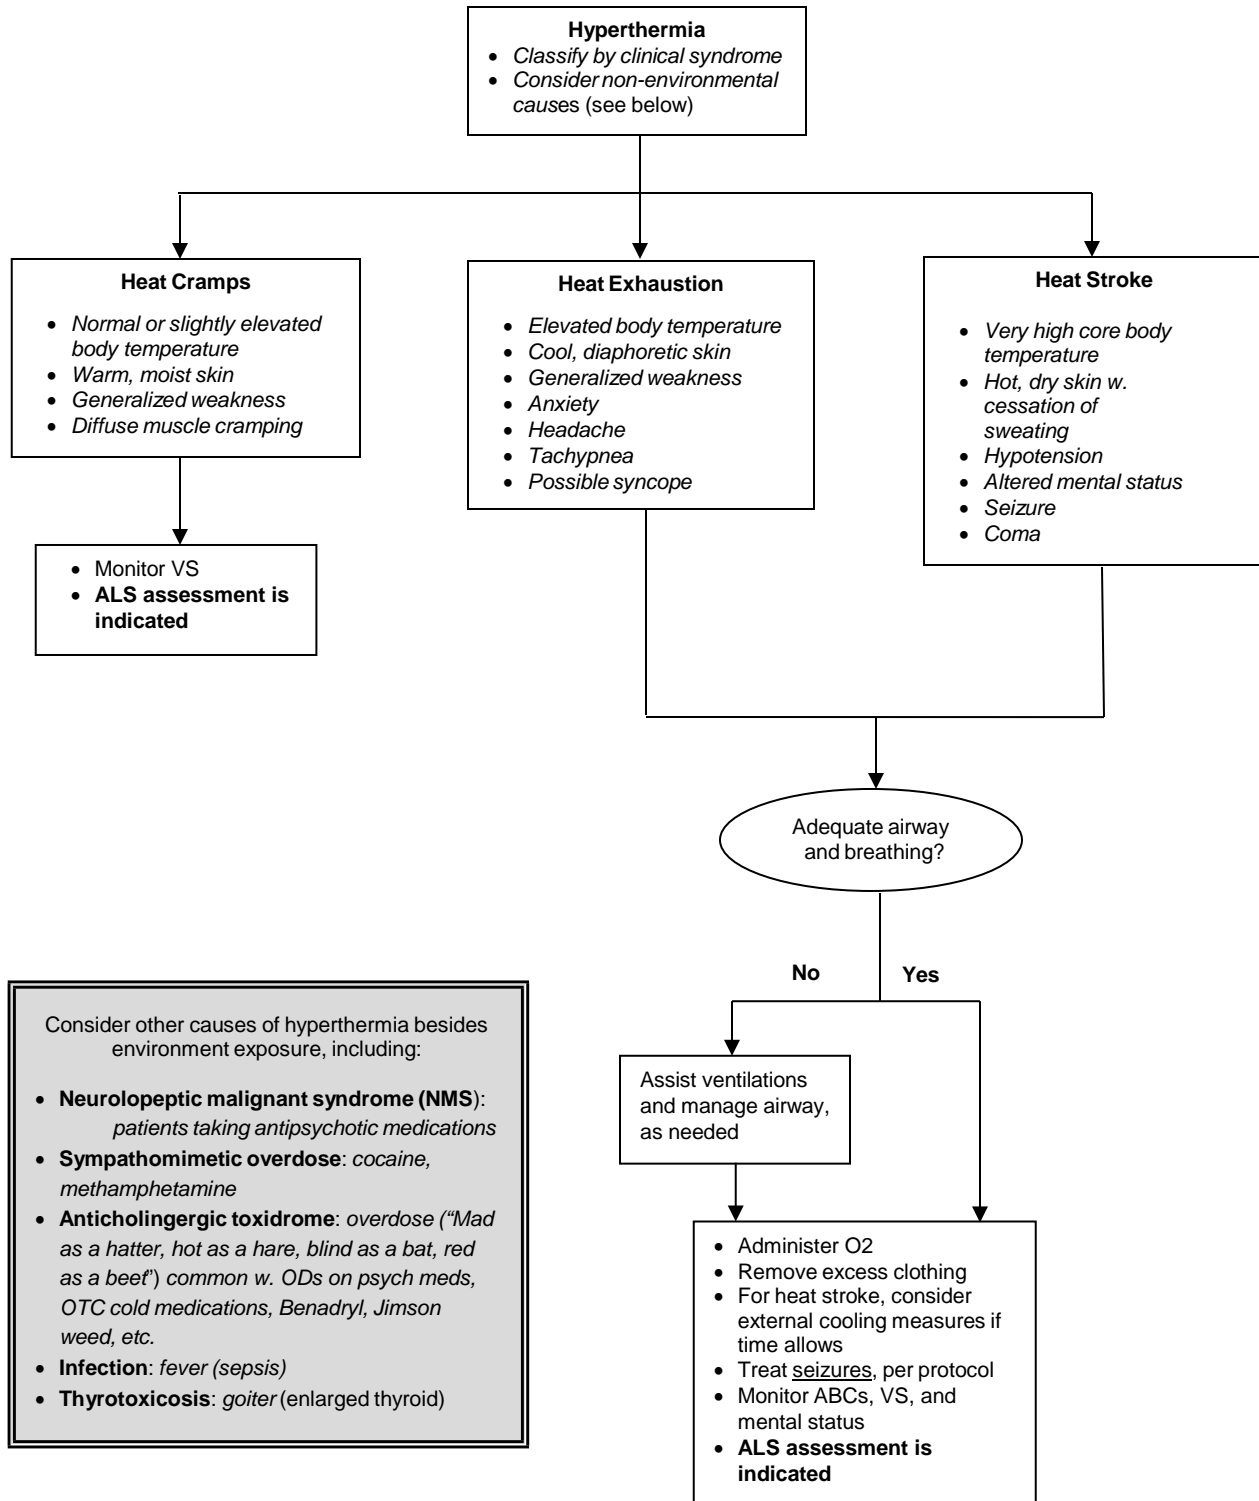 Hyperthermia
• Classify by clinical syndrome
• Consider non-environmental
causes (see below)
Heat Cramps
• Normal or slightly elevated
body temperature
• Warm, moist skin
• Generalized weakness
• Diffuse muscle cramping
Heat Exhaustion
• Elevated body temperature
• Cool, diaphoretic skin
• Generalized weakness
• Anxiety
• Headache
• Tachypnea
• Possible syncope
Heat Stroke
• Very high core body
temperature
• Hot, dry skin w.
cessation of
sweating
• Hypotension
• Altered mental status
• Seizure
• Coma
• Monitor VS
• ALS assessment is
indicated
Adequate airway
and breathing?
No
Yes
Assist ventilations
and manage airway,
as needed
• Administer O2
• Remove excess clothing
• For heat stroke, consider
external cooling measures if
time allows
• Treat seizures, per protocol
• Monitor ABCs, VS, and
mental status
• ALS assessment is
indicated
Consider other causes of hyperthermia besides
environment exposure, including:
• Neurolopeptic malignant syndrome (NMS):
patients taking antipsychotic medications
• Sympathomimetic overdose: cocaine,
methamphetamine
• Anticholingergic toxidrome: overdose (“Mad
as a hatter, hot as a hare, blind as a bat, red
as a beet”) common w. ODs on psych meds,
OTC cold medications, Benadryl, Jimson
weed, etc.
• Infection: fever (sepsis)
• Thyrotoxicosis: goiter (enlarged thyroid)